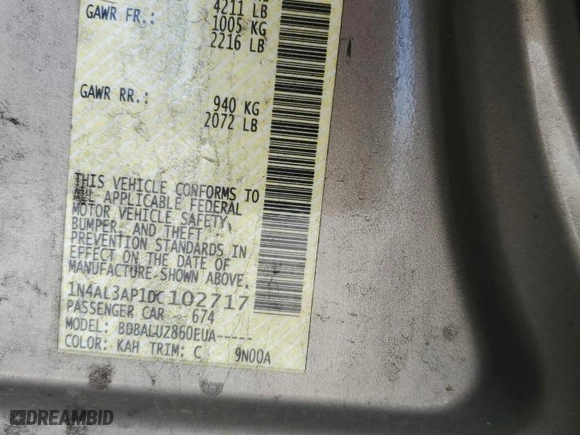 4211 LB
GAWR FR.: 1005 KG
2216 LB
GAWR RR.: 940 KG
2072 LB
THIS VEHICLE CONFORMS TO
ALL APPLICABLE FEDERAL
MOTOR VEHICLE SAFETY,
BUMPER, AND THEFT
PREVENTION STANDARDS IN
EFFECT ON THE DATE OF
MANUFACTURE SHOWN ABOVE.
1N4AL3AP1DC102717
PASSENGER CAR 674
MODEL: BDBALUZ860EUA-----
COLOR: KAH TRIM: C 9N00A
DREAMBID